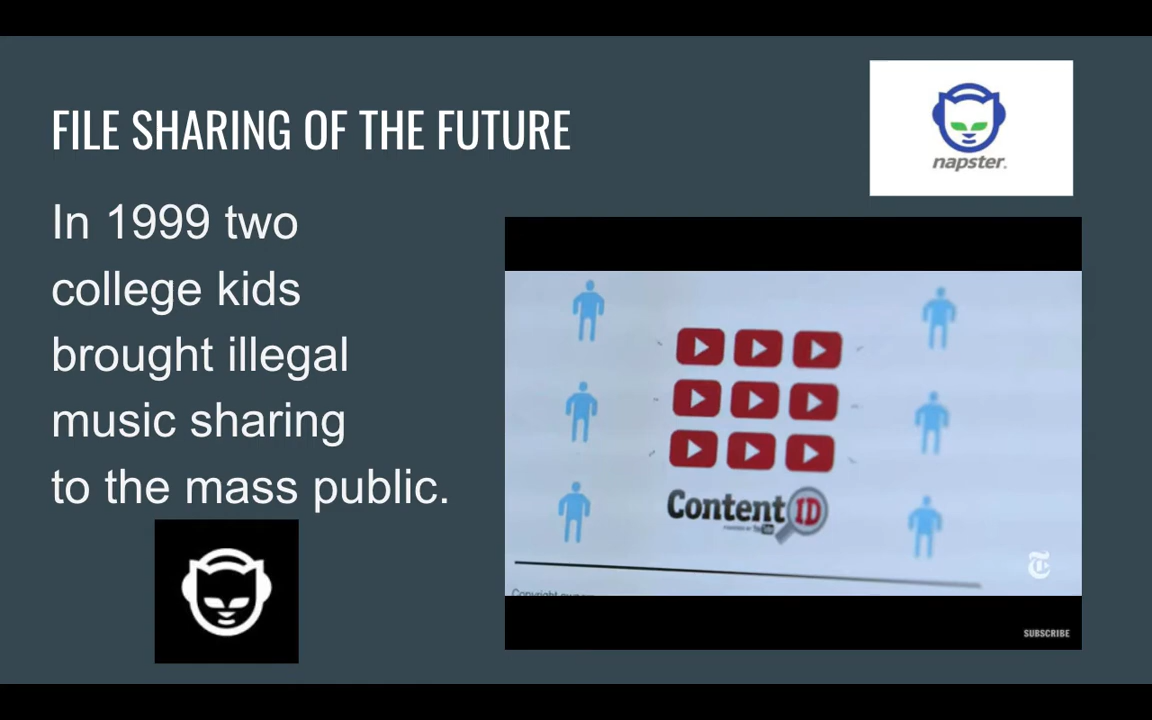 FILE SHARING OF THE FUTURE
napster.
In 1999 two
college kids
brought illegal
music sharing
to the mass public.
Content ID
SUBSCRIBE